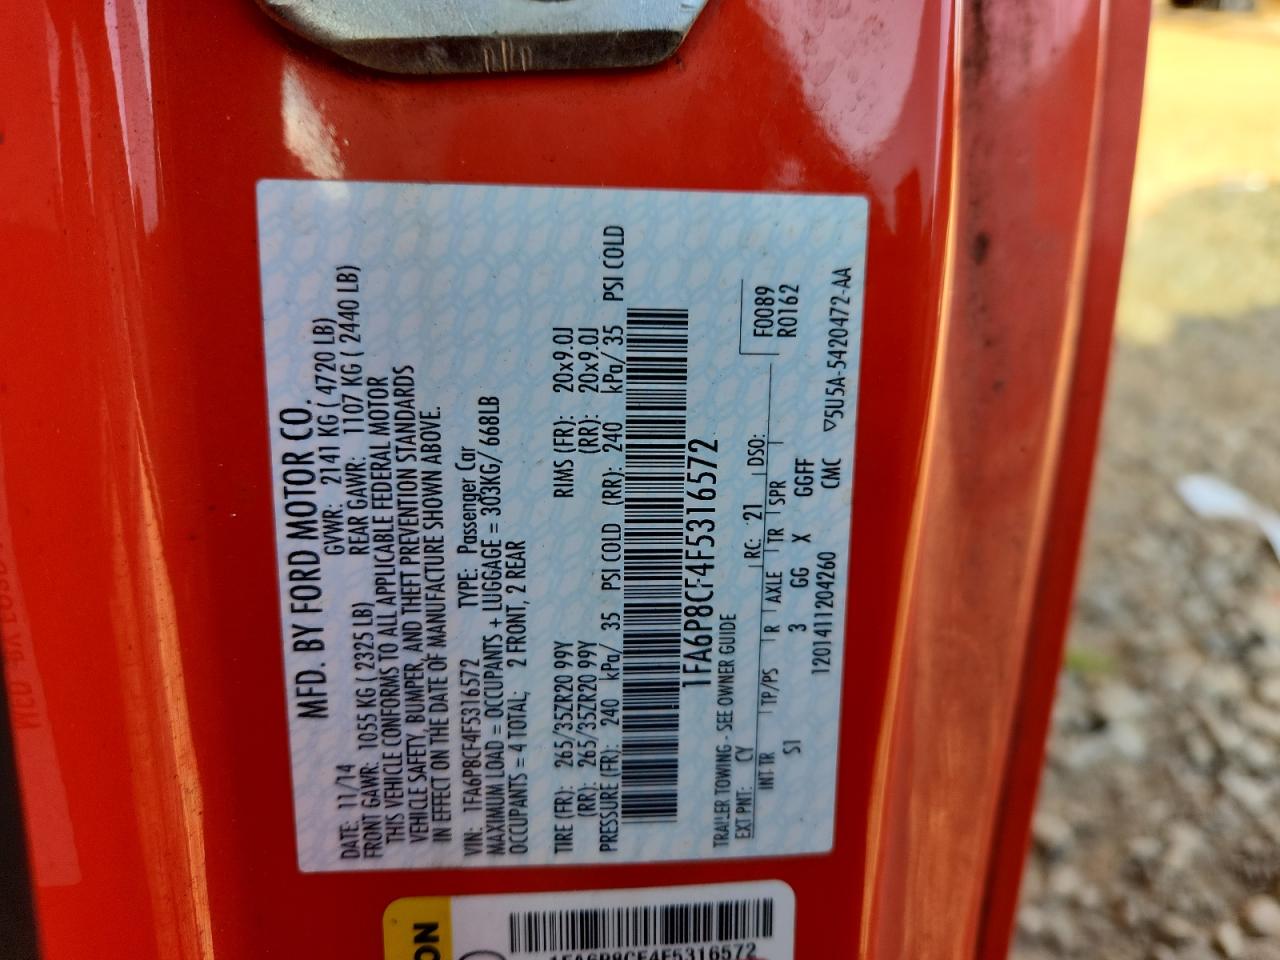 MFD. BY FORD MOTOR CO.
DATE: 11/14 GVWR: 2141 KG ( 4720 LB)
FRONT GAWR: 1055 KG ( 2325 LB) REAR GAWR: 1107 KG ( 2440 LB)
THIS VEHICLE CONFORMS TO ALL APPLICABLE FEDERAL MOTOR
VEHICLE SAFETY, BUMPER, AND THEFT PREVENTION STANDARDS
IN EFFECT ON THE DATE OF MANUFACTURE SHOWN ABOVE.
VIN: 1FA6P8CF4F5316572 TYPE: Passenger Car
MAXIMUM LOAD = OCCUPANTS + LUGGAGE = 303KG/668LB
OCCUPANTS = 4 TOTAL; 2 FRONT, 2 REAR
TIRE (FR): 265/35ZR20 99Y RIMS (FR): 20x9.0J
(RR): 265/35ZR20 99Y (RR): 20x9.0J
PRESSURE (FR): 240 kPa/ 35 PSI COLD (RR): 240 kPa/ 35 PSI COLD
1FA6P8CF4F5316572
TRAILER TOWING - SEE OWNER GUIDE
EXT PNT: CY RC: 21 DSO: F0089
INT TR TP/PS R AXLE TR SPR R0162
S1 3 GG X GGFF
12014111204260 CMC ▽5U5A-5420472-AA
ON
1FA6P8CF4F5316572